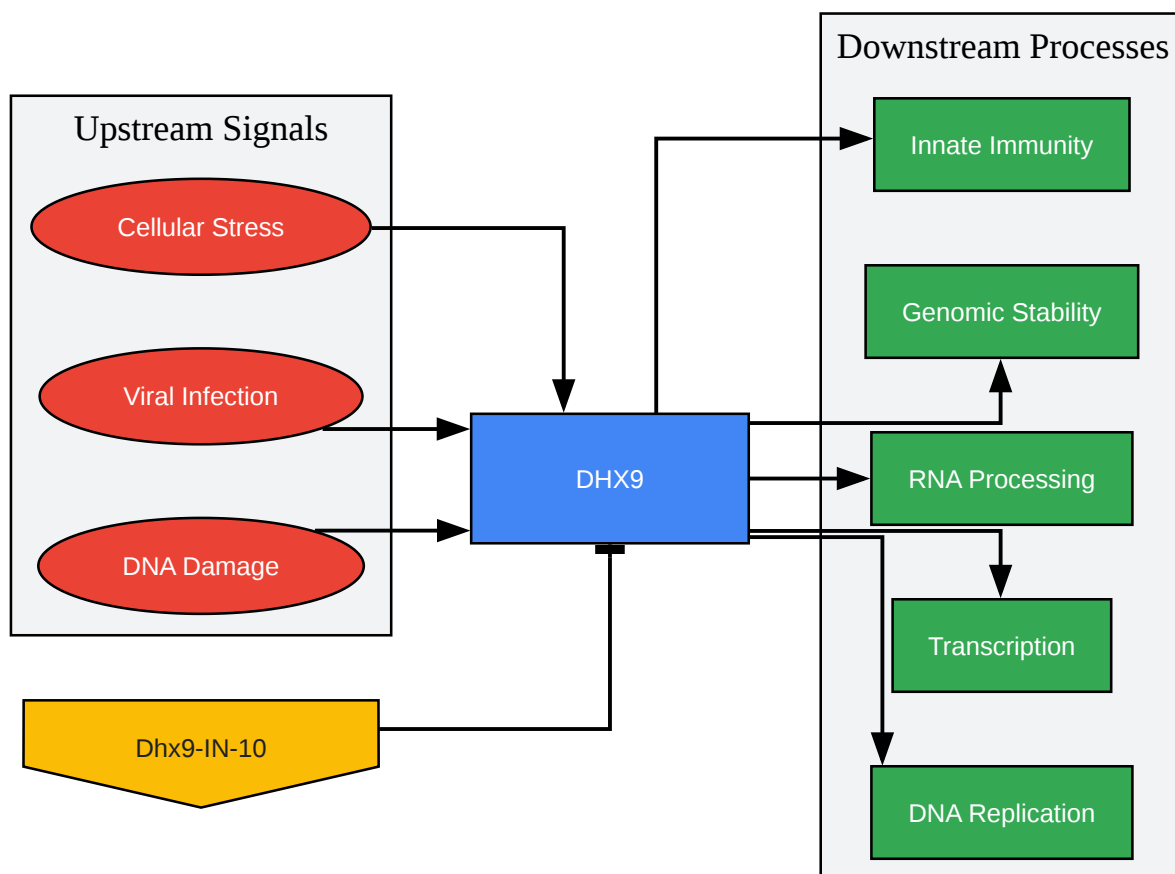 Upstream Signals
Cellular Stress
Viral Infection
DNA Damage
Dhx9-IN-10
DHX9
Downstream Processes
Innate Immunity
Genomic Stability
RNA Processing
Transcription
DNA Replication